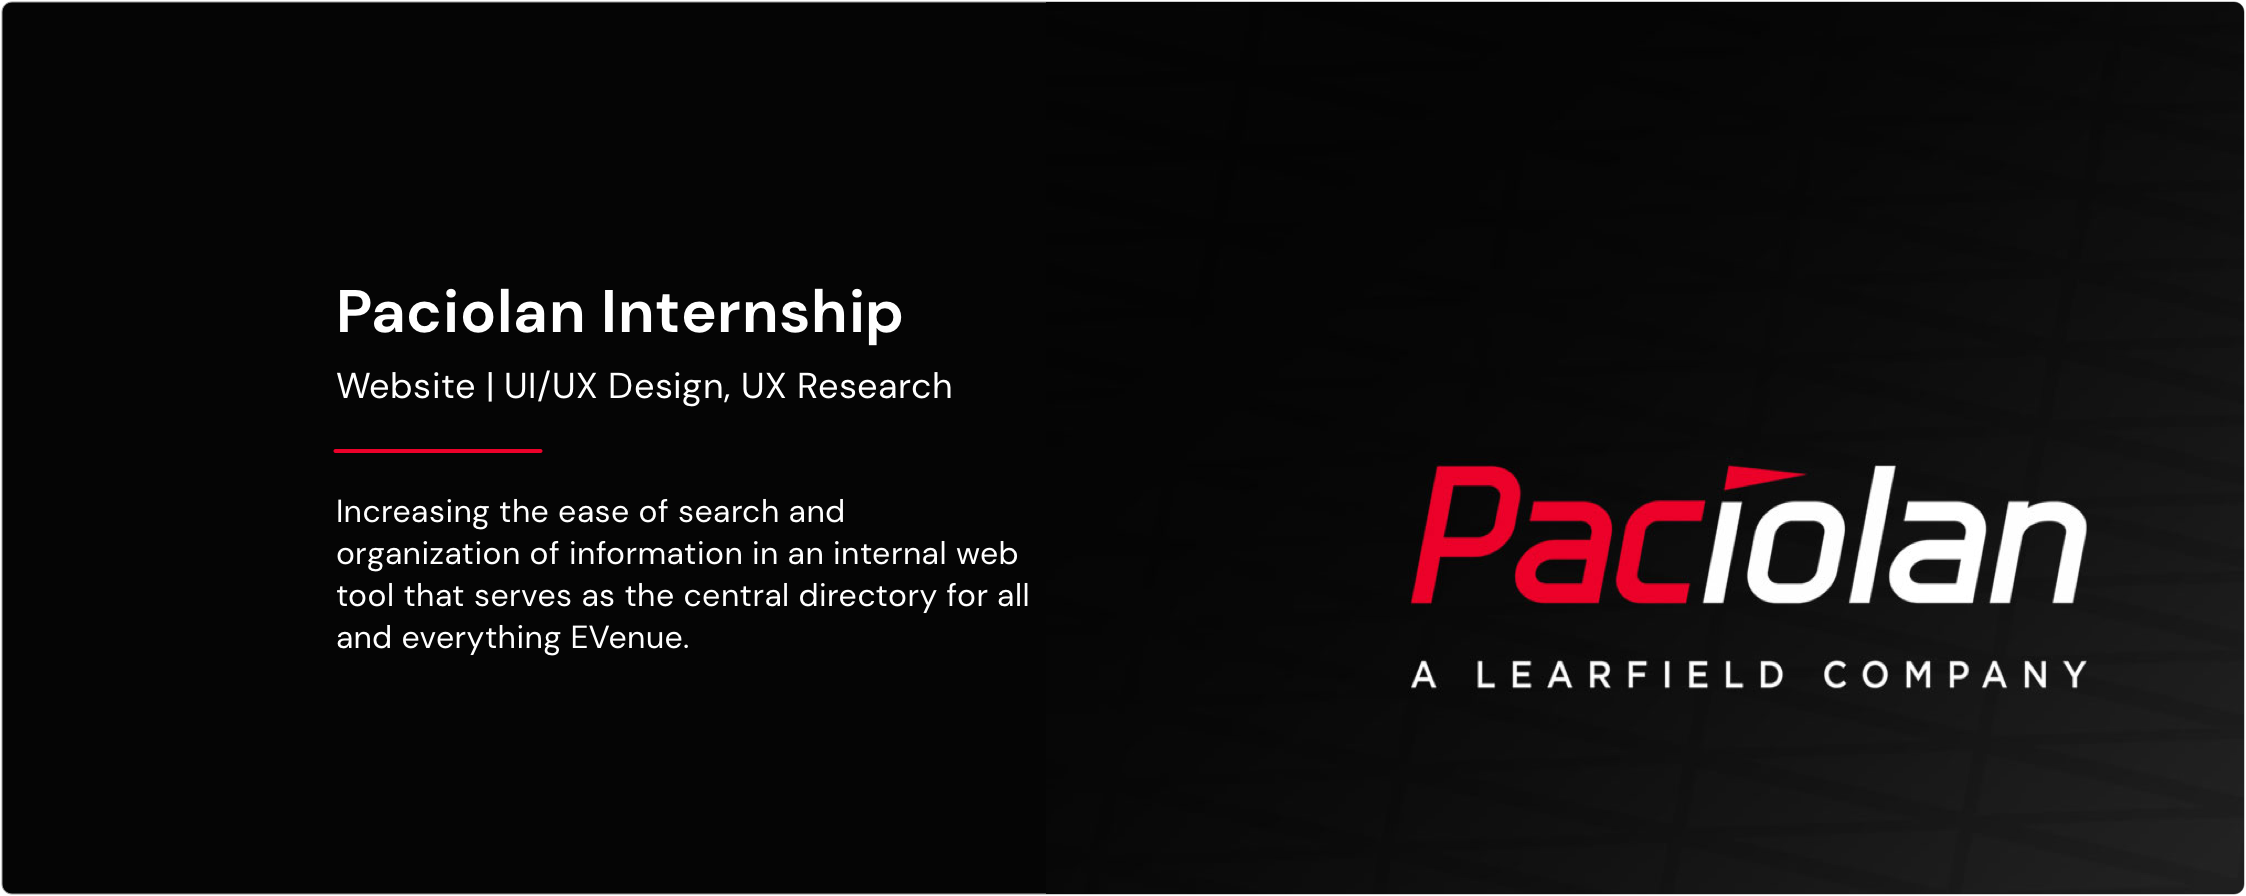 Paciolan Internship
Website | UI/UX Design, UX Research
Increasing the ease of search and
organization of information in an internal web
tool that serves as the central directory for all
and everything EVenue.
Paciolan
A LEARFIELD COMPANY